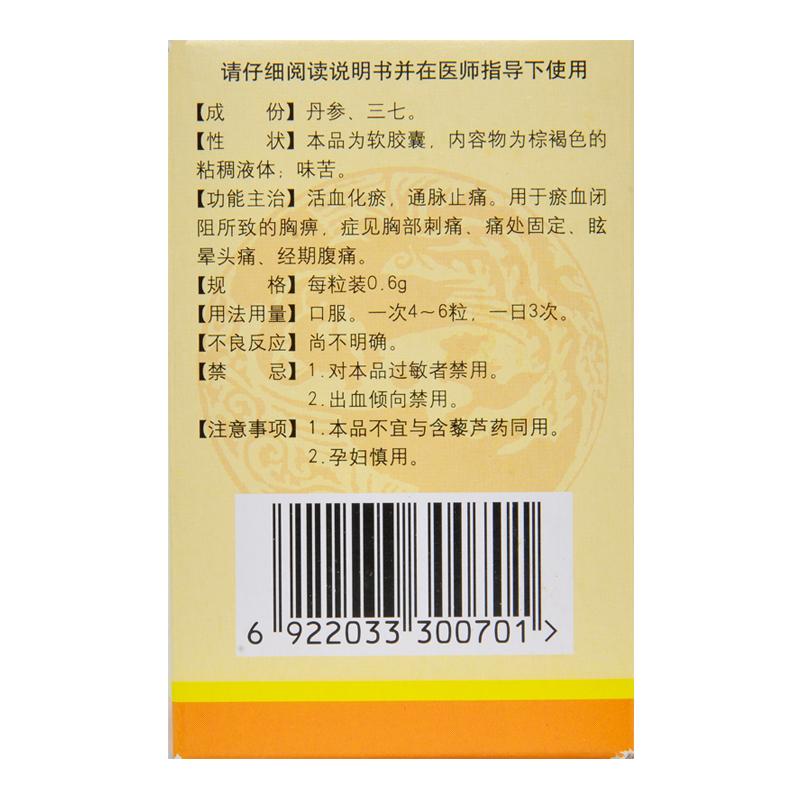 请仔细阅读说明书并在医师指导下使用
【成 份】丹参、三七。
【性 状】本品为软胶囊，内容物为棕褐色的
粘稠液体；味苦。
【功能主治】活血化瘀，通脉止痛。用于瘀血闭
阻所致的胸痹，症见胸部刺痛、痛处固定、眩
晕头痛、经期腹痛。
【规 格】每粒装0.6g
【用法用量】口服。一次4～6粒，一日3次。
【不良反应】尚不明确。
【禁 忌】1.对本品过敏者禁用。
2.出血倾向禁用。
【注意事项】1.本品不宜与含藜芦药同用。
2.孕妇慎用。
6 922033 300701 >